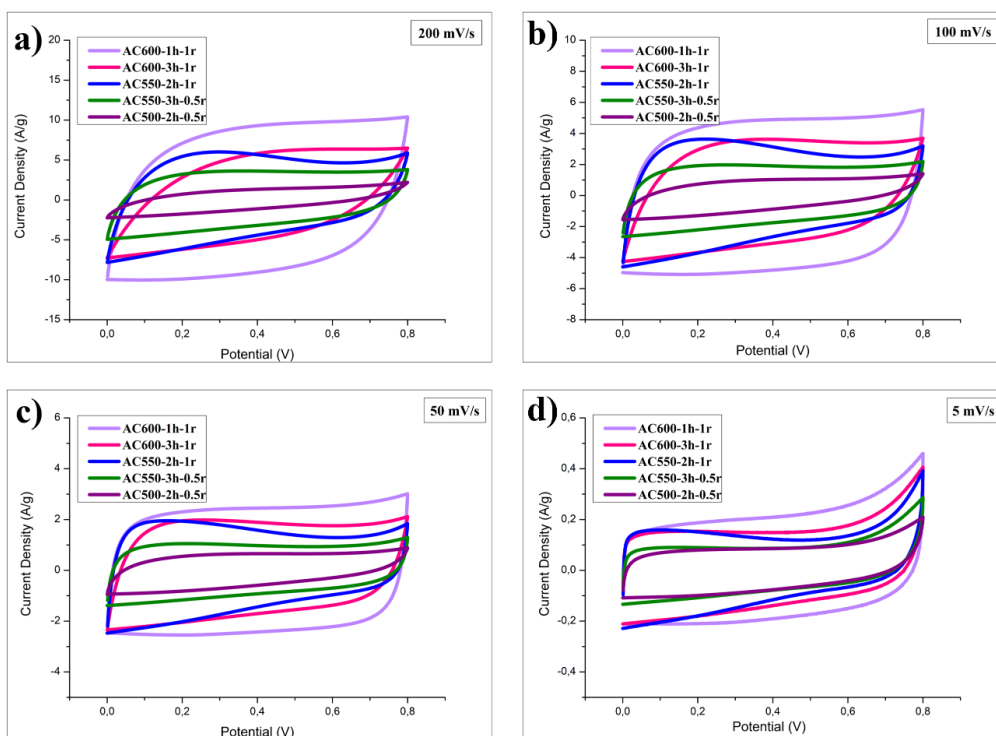 a)
200 mV/s
AC600-1h-1r
AC600-3h-1r
AC550-2h-1r
AC550-3h-0.5r
AC500-2h-0.5r
Current Density (A/g)
25
20
15
10
5
0
-5
-10
-15
0,0 0,2 0,4 0,6 0,8
Potential (V)
b)
100 mV/s
AC600-1h-1r
AC600-3h-1r
AC550-2h-1r
AC550-3h-0.5r
AC500-2h-0.5r
Current Density (A/g)
10
8
6
4
2
0
-2
-4
-6
-8
0,0 0,2 0,4 0,6 0,8
Potential (V)
c)
50 mV/s
AC600-1h-1r
AC600-3h-1r
AC550-2h-1r
AC550-3h-0.5r
AC500-2h-0.5r
Current Density (A/g)
6
4
2
0
-2
-4
0,0 0,2 0,4 0,6 0,8
Potential (V)
d)
5 mV/s
AC600-1h-1r
AC600-3h-1r
AC550-2h-1r
AC550-3h-0.5r
AC500-2h-0.5r
Current Density (A/g)
0,6
0,4
0,2
0,0
-0,2
-0,4
0,0 0,2 0,4 0,6 0,8
Potential (V)